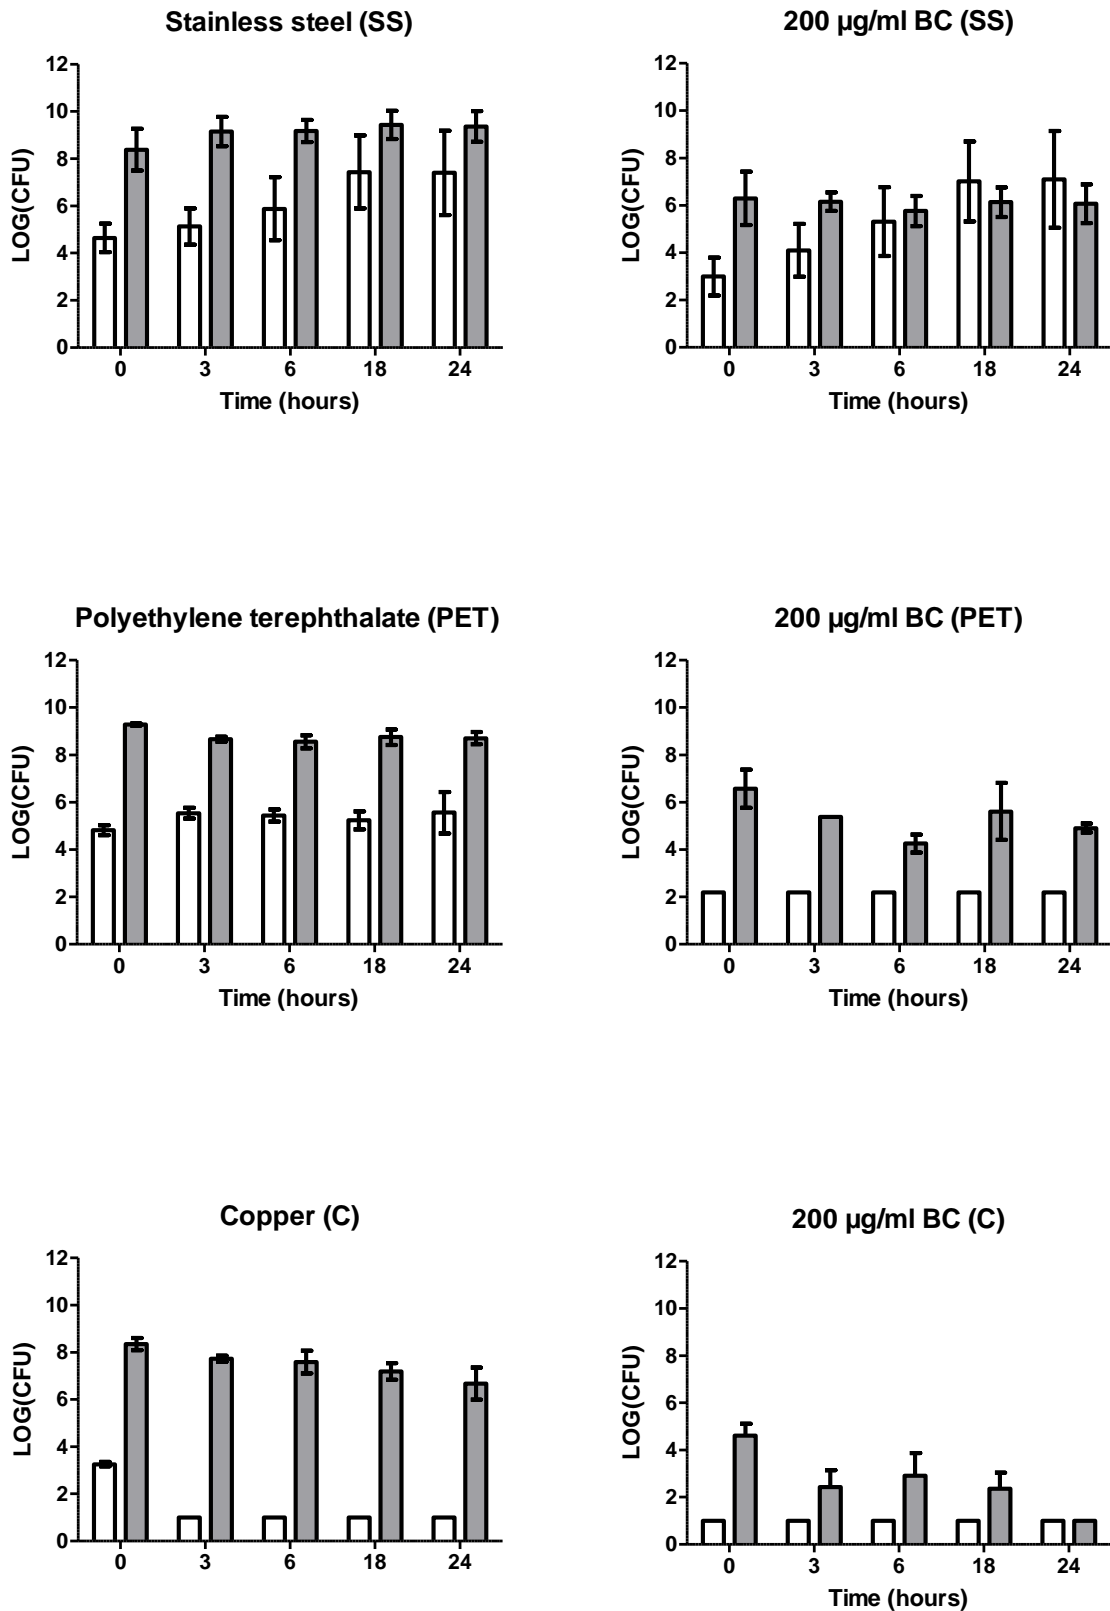 Stainless steel (SS)
12
10
8
6
4
2
0
LOG(CFU)
0 3 6 18 24
Time (hours)
200 µg/ml BC (SS)
12
10
8
6
4
2
0
LOG(CFU)
0 3 6 18 24
Time (hours)
Polyethylene terephthalate (PET)
12
10
8
6
4
2
0
LOG(CFU)
0 3 6 18 24
Time (hours)
200 µg/ml BC (PET)
12
10
8
6
4
2
0
LOG(CFU)
0 3 6 18 24
Time (hours)
Copper (C)
12
10
8
6
4
2
0
LOG(CFU)
0 3 6 18 24
200 µg/ml BC (C)
12
10
8
6
4
2
0
LOG(CFU)
0 3 6 18 24
Time (hours)